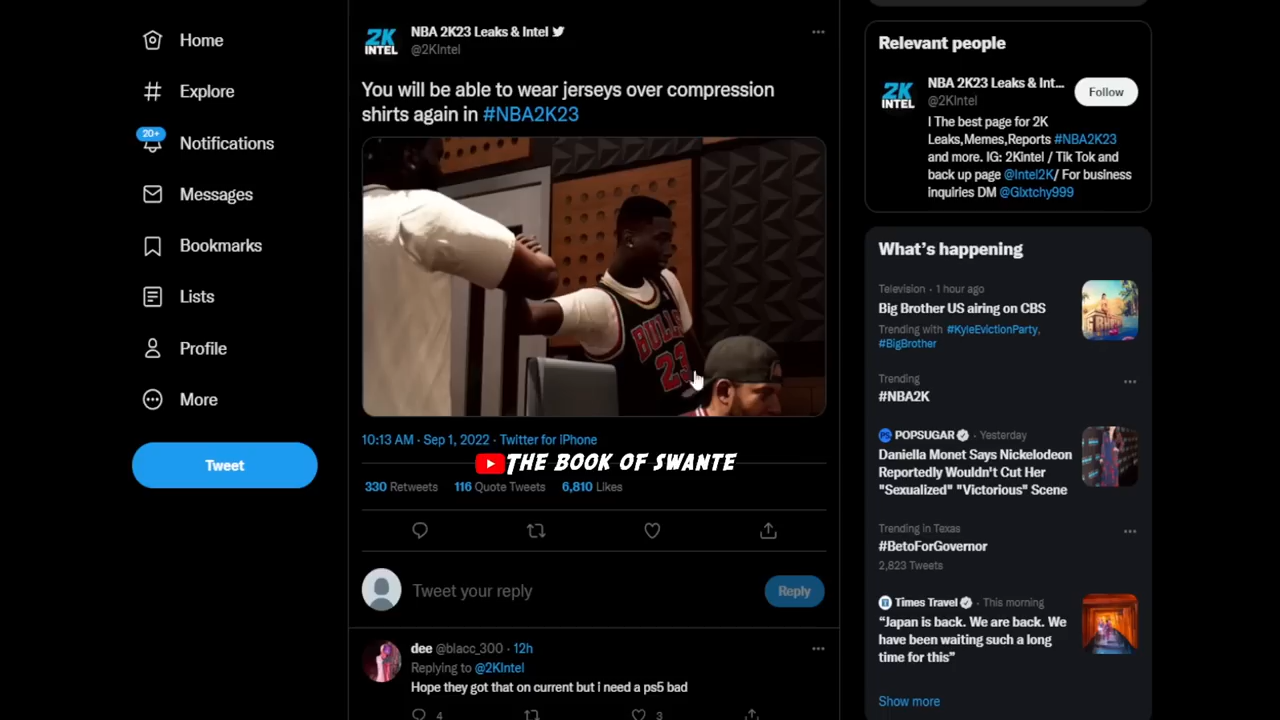 Home
Explore
20+
Notifications
Messages
Bookmarks
Lists
Profile
More
Tweet
2K
INTEL
NBA 2K23 Leaks & Intel
@2KIntel
You will be able to wear jerseys over compression
shirts again in #NBA2K23
BULLS
23
10:13 AM · Sep 1, 2022 · Twitter for iPhone
THE BOOK OF SWANTE
330 Retweets 116 Quote Tweets 6,810 Likes
Tweet your reply
Reply
dee @blacc_300 · 12h
Replying to @2KIntel
Hope they got that on current but i need a ps5 bad
4
3
Relevant people
2K
INTEL
NBA 2K23 Leaks & Int...
@2KIntel
Follow
I The best page for 2K
Leaks,Memes,Reports #NBA2K23
and more. IG: 2Kintel / Tik Tok and
back up page @Intel2K/ For business
inquiries DM @Glxtchy999
What's happening
Television · 1 hour ago
Big Brother US airing on CBS
Trending with #KyleEvictionParty,
#BigBrother
Trending
#NBA2K
POPSUGAR · Yesterday
Daniella Monet Says Nickelodeon
Reportedly Wouldn't Cut Her
"Sexualized" "Victorious" Scene
Trending in Texas
#BetoForGovernor
2,823 Tweets
Times Travel · This morning
“Japan is back. We are back. We
have been waiting such a long
time for this”
Show more